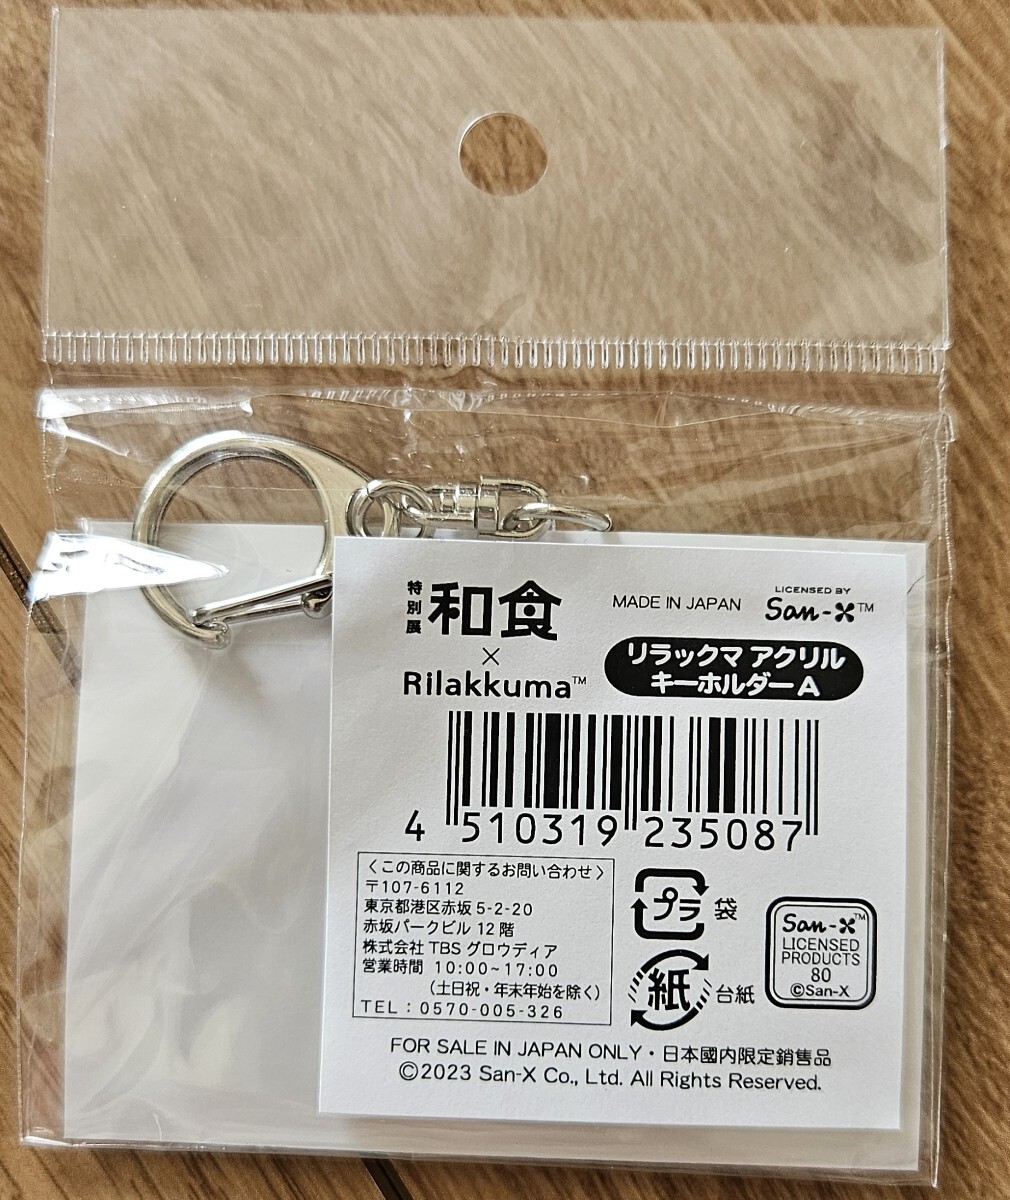 特別展
和食
×
Rilakkuma™
MADE IN JAPAN
LICENSED BY
San-X™
リラックマ アクリル
キーホルダー A
4 510319 235087
〈この商品に関するお問い合わせ〉
〒107-6112
東京都港区赤坂 5-2-20
赤坂パークビル 12 階
株式会社 TBS グロウディア
営業時間 10:00~17:00
(土日祝・年末年始を除く)
TEL：0570-005-326
プラ 袋
紙 台紙
San-X™
LICENSED
PRODUCTS
80
©San-X
FOR SALE IN JAPAN ONLY・日本國内限定銷售品
©2023 San-X Co., Ltd. All Rights Reserved.